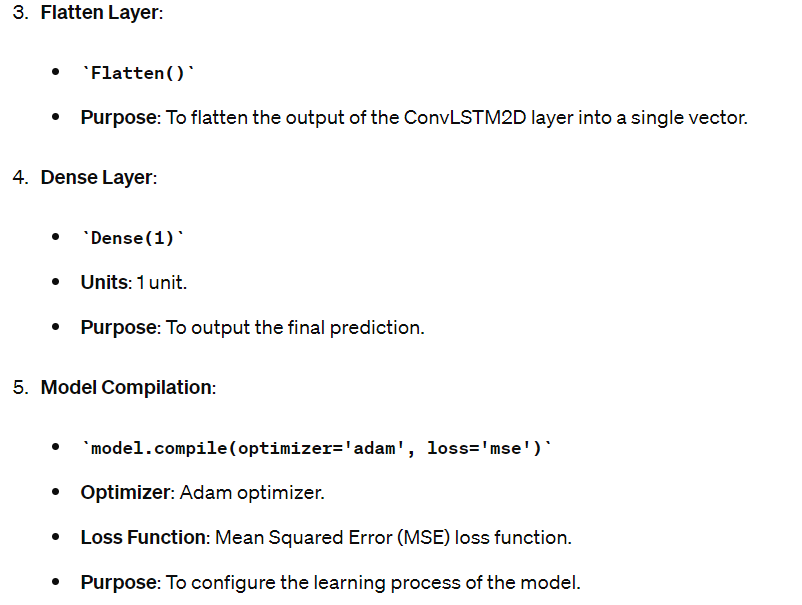 3. Flatten Layer:
• `Flatten()`
• Purpose: To flatten the output of the ConvLSTM2D layer into a single vector.
4. Dense Layer:
• `Dense(1)`
• Units: 1 unit.
• Purpose: To output the final prediction.
5. Model Compilation:
• `model.compile(optimizer='adam', loss='mse')`
• Optimizer: Adam optimizer.
• Loss Function: Mean Squared Error (MSE) loss function.
• Purpose: To configure the learning process of the model.